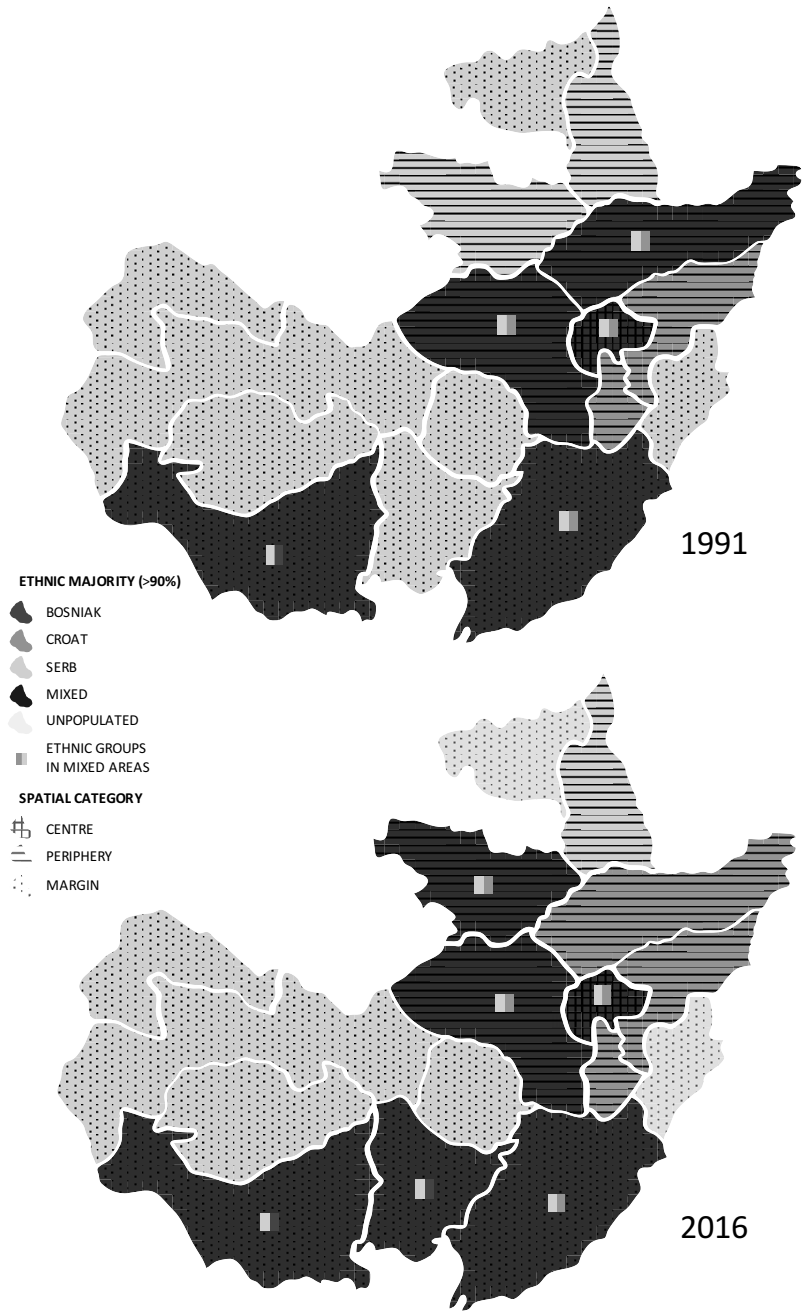 1991
ETHNIC MAJORITY (>90%)
BOSNIAK
CROAT
SERB
MIXED
UNPOPULATED
ETHNIC GROUPS
IN MIXED AREAS
SPATIAL CATEGORY
CENTRE
PERIPHERY
MARGIN
2016